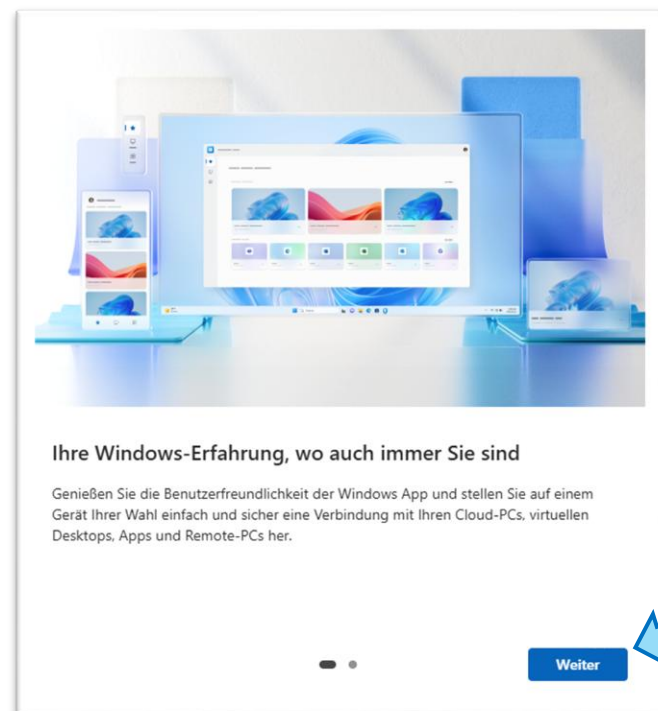 Ihre Windows-Erfahrung, wo auch immer Sie sind
Genießen Sie die Benutzerfreundlichkeit der Windows App und stellen Sie auf einem
Gerät Ihrer Wahl einfach und sicher eine Verbindung mit Ihren Cloud-PCs, virtuellen
Desktops, Apps und Remote-PCs her.
Weiter